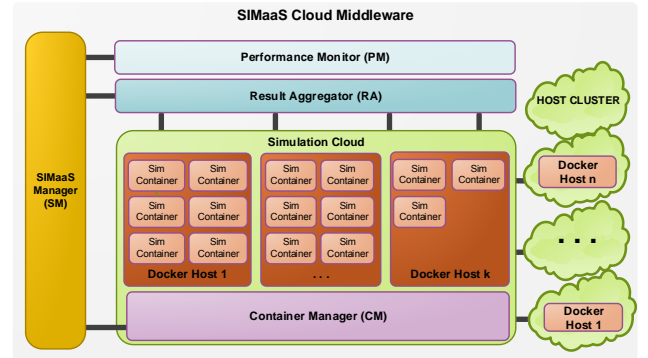 SIMaaS Cloud Middleware
Performance Monitor (PM)
Result Aggregator (RA)
SIMaaS
Manager
(SM)
Simulation Cloud
Sim
Container
Sim
Container
Sim
Container
Sim
Container
Sim
Container
Sim
Container
Docker Host 1
Sim
Container
Sim
Container
Sim
Container
Sim
Container
Sim
Container
Sim
Container
. . .
Sim
Container
Sim
Container
Sim
Container
Docker Host k
Container Manager (CM)
HOST CLUSTER
Docker
Host n
. . .
Docker
Host 1